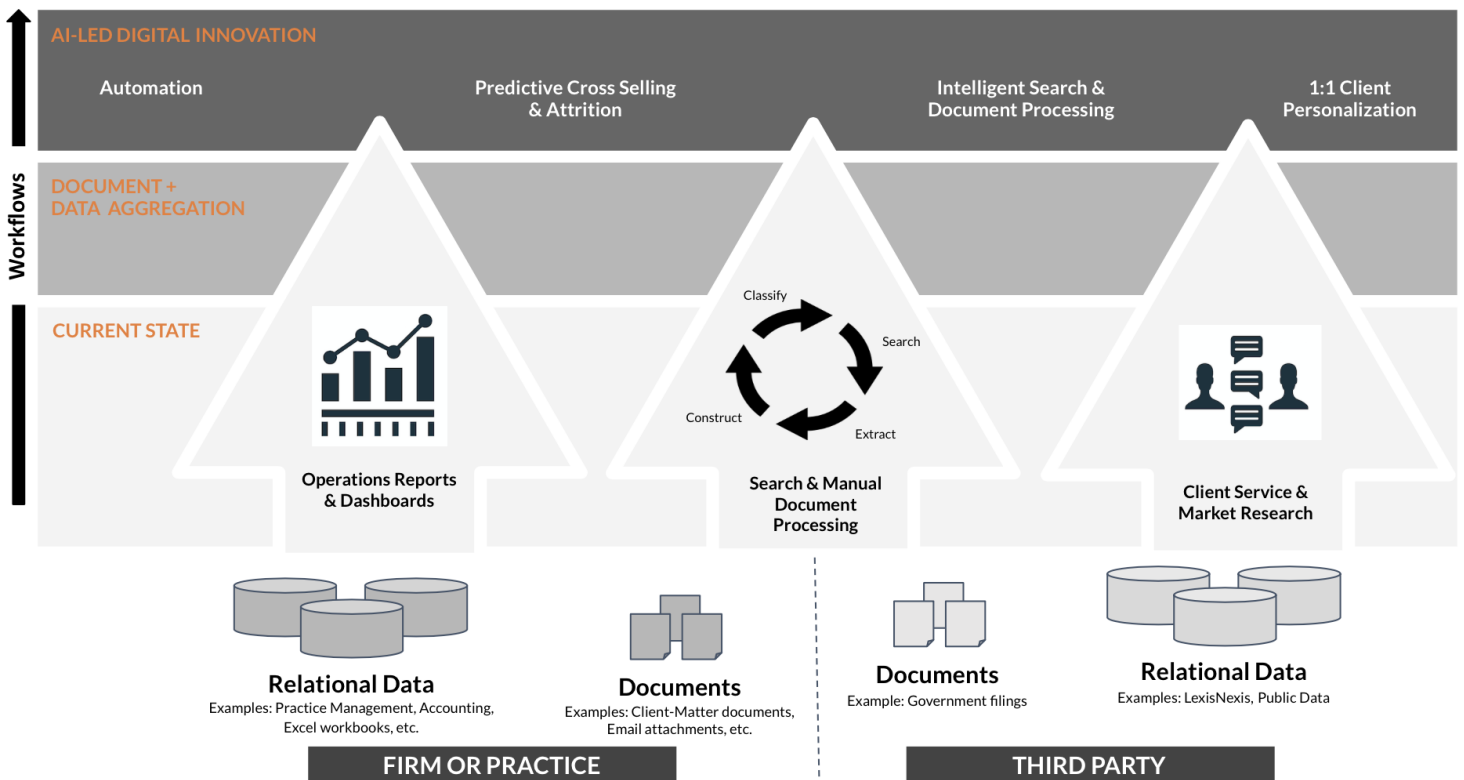 AI-LED DIGITAL INNOVATION
Automation
Predictive Cross Selling
& Attrition
Intelligent Search &
Document Processing
1:1 Client
Personalization
Workflows
DOCUMENT +
DATA AGGREGATION
CURRENT STATE
Operations Reports
& Dashboards
Classify
Search
Extract
Construct
Search & Manual
Document
Processing
Client Service &
Market Research
Relational Data
Examples: Practice Management, Accounting,
Excel workbooks, etc.
Documents
Examples: Client-Matter documents,
Email attachments, etc.
Documents
Example: Government filings
Relational Data
Examples: LexisNexis, Public Data
FIRM OR PRACTICE
THIRD PARTY